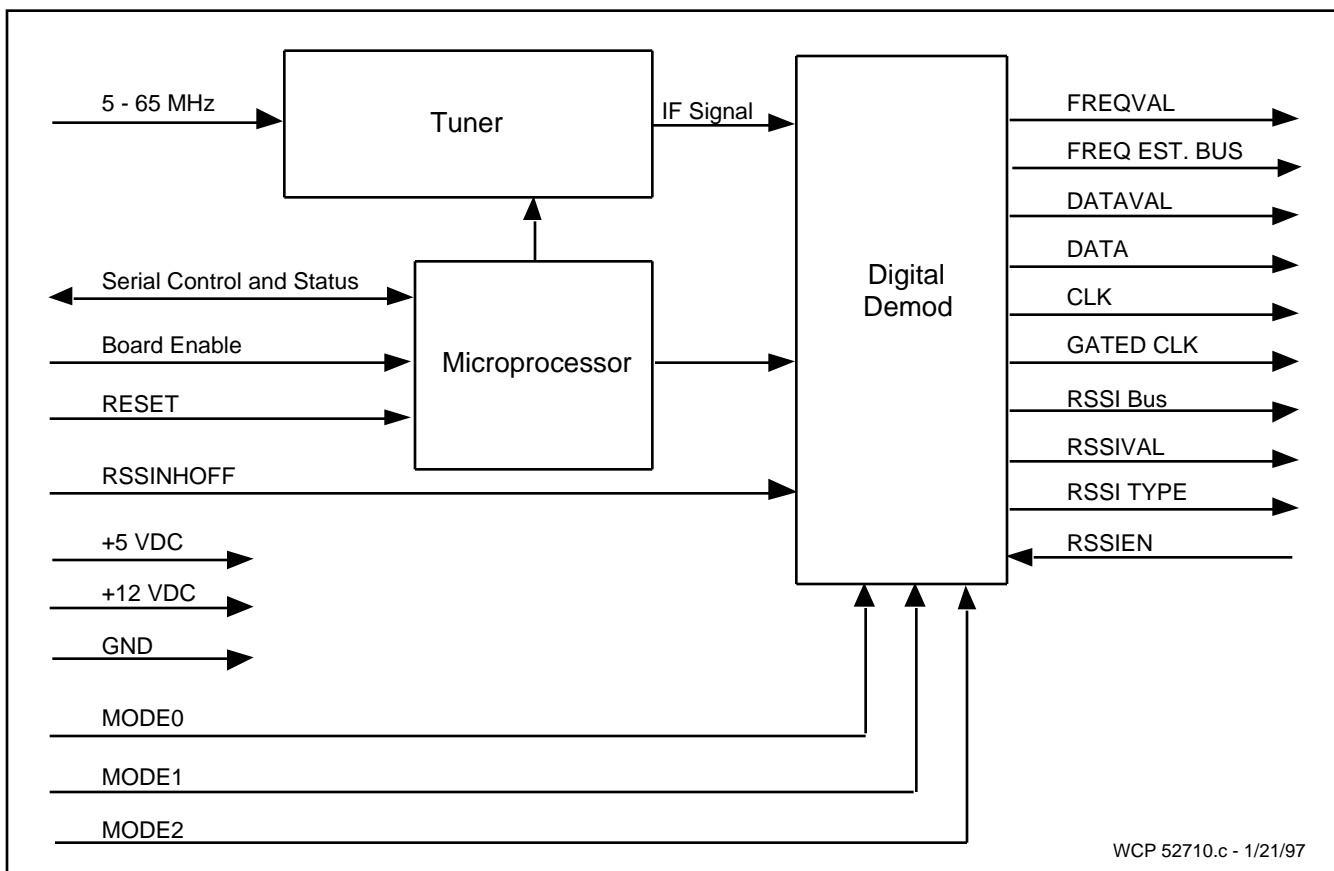 5 - 65 MHz
Tuner
IF Signal
Serial Control and Status
Board Enable
RESET
Microprocessor
RSSINHOFF
+5 VDC
+12 VDC
GND
MODE0
MODE1
MODE2
Digital
Demod
FREQVAL
FREQ EST. BUS
DATAVAL
DATA
CLK
GATED CLK
RSSI Bus
RSSIVAL
RSSI TYPE
RSSIEN
WCP 52710.c - 1/21/97